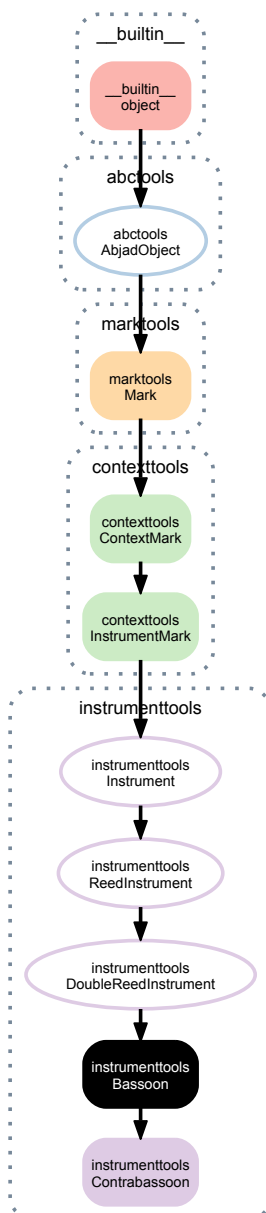 __builtin__
__builtin__
object
abctools
abctools
AbjadObject
marktools
marktools
Mark
contexttools
contexttools
ContextMark
contexttools
InstrumentMark
instrumenttools
instrumenttools
Instrument
instrumenttools
ReedInstrument
instrumenttools
DoubleReedInstrument
instrumenttools
Bassoon
instrumenttools
Contrabassoon